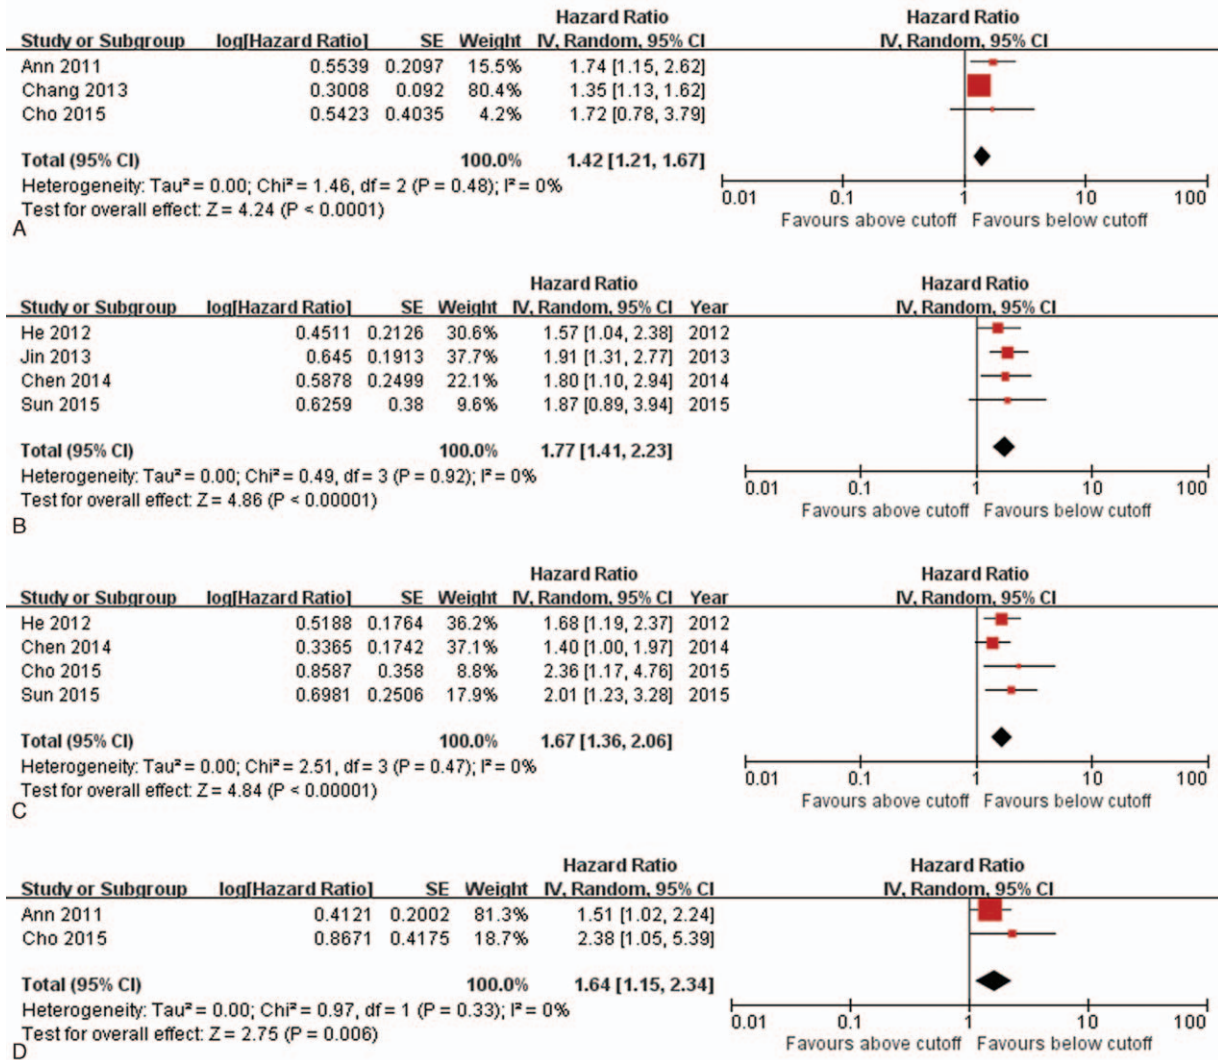 Hazard Ratio Hazard Ratio
Study or Subgroup log[Hazard Ratio] SE Weight IV, Random, 95% CI IV, Random, 95% CI
Ann 2011 0.5539 0.2097 15.5% 1.74 [1.15, 2.62]
Chang 2013 0.3008 0.092 80.4% 1.35 [1.13, 1.62]
Cho 2015 0.5423 0.4035 4.2% 1.72 [0.78, 3.79]
Total (95% CI) 100.0% 1.42 [1.21, 1.67]
Heterogeneity: Tau² = 0.00; Chi² = 1.46, df = 2 (P = 0.48); I² = 0%
Test for overall effect: Z = 4.24 (P < 0.0001)
0.01 0.1 1 10 100
Favours above cutoff Favours below cutoff
A
Hazard Ratio Hazard Ratio
Study or Subgroup log[Hazard Ratio] SE Weight IV, Random, 95% CI Year IV, Random, 95% CI
He 2012 0.4511 0.2126 30.6% 1.57 [1.04, 2.38] 2012
Jin 2013 0.645 0.1913 37.7% 1.91 [1.31, 2.77] 2013
Chen 2014 0.5878 0.2499 22.1% 1.80 [1.10, 2.94] 2014
Sun 2015 0.6259 0.38 9.6% 1.87 [0.89, 3.94] 2015
Total (95% CI) 100.0% 1.77 [1.41, 2.23]
Heterogeneity: Tau² = 0.00; Chi² = 0.49, df = 3 (P = 0.92); I² = 0%
Test for overall effect: Z = 4.86 (P < 0.00001)
0.01 0.1 1 10 100
Favours above cutoff Favours below cutoff
B
Hazard Ratio Hazard Ratio
Study or Subgroup log[Hazard Ratio] SE Weight IV, Random, 95% CI Year IV, Random, 95% CI
He 2012 0.5188 0.1764 36.2% 1.68 [1.19, 2.37] 2012
Chen 2014 0.3365 0.1742 37.1% 1.40 [1.00, 1.97] 2014
Cho 2015 0.8587 0.358 8.8% 2.36 [1.17, 4.76] 2015
Sun 2015 0.6981 0.2506 17.9% 2.01 [1.23, 3.28] 2015
Total (95% CI) 100.0% 1.67 [1.36, 2.06]
Heterogeneity: Tau² = 0.00; Chi² = 2.51, df = 3 (P = 0.47); I² = 0%
Test for overall effect: Z = 4.84 (P < 0.00001)
0.01 0.1 1 10 100
Favours above cutoff Favours below cutoff
C
Hazard Ratio Hazard Ratio
Study or Subgroup log[Hazard Ratio] SE Weight IV, Random, 95% CI IV, Random, 95% CI
Ann 2011 0.4121 0.2002 81.3% 1.51 [1.02, 2.24]
Cho 2015 0.8671 0.4175 18.7% 2.38 [1.05, 5.39]
Total (95% CI) 100.0% 1.64 [1.15, 2.34]
Heterogeneity: Tau² = 0.00; Chi² = 0.97, df = 1 (P = 0.33); I² = 0%
Test for overall effect: Z = 2.75 (P = 0.006)
0.01 0.1 1 10 100
Favours above cutoff Favours below cutoff
D